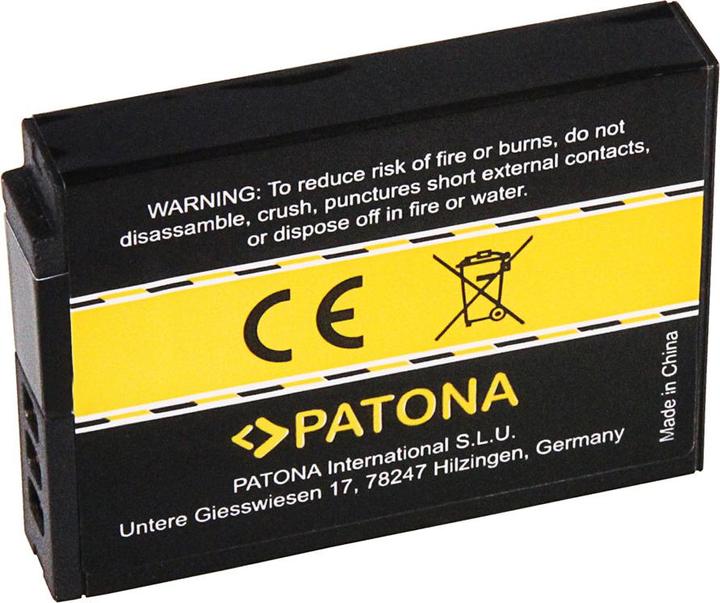 WARNING: To reduce risk of fire or burns, do not
disassamble, crush, punctures short external contacts,
or dispose off in fire or water.
CE
PATONA
PATONA International S.L.U.
Untere Giesswiesen 17, 78247 Hilzingen, Germany
Made in China